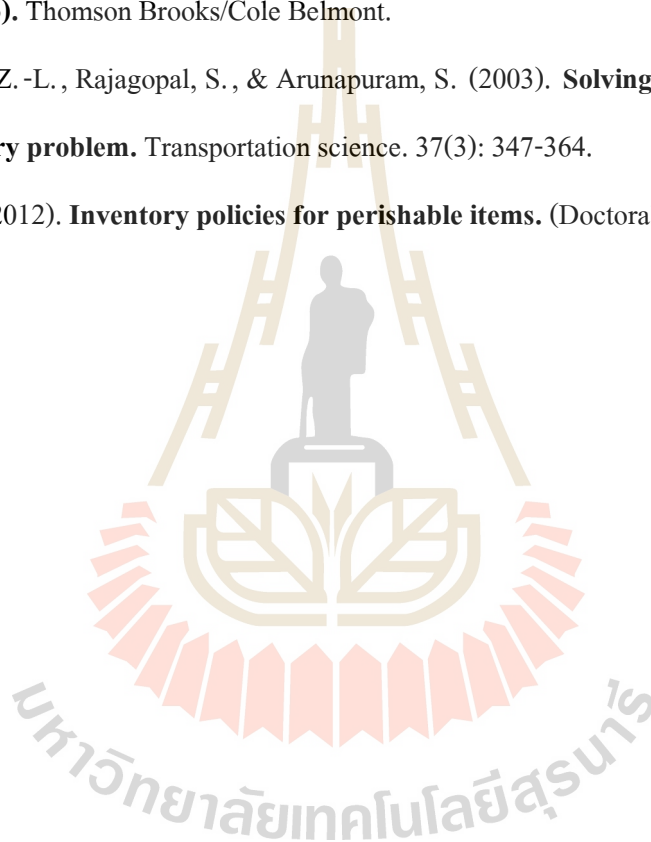 ). Thomson Brooks/Cole Belmont.
Z.-L., Rajagopal, S., & Arunapuram, S. (2003). Solving
ry problem. Transportation science. 37(3): 347-364.
2012). Inventory policies for perishable items. (Doctora
มหาวิทยาลัยเทคโนโลยีสุรนารี